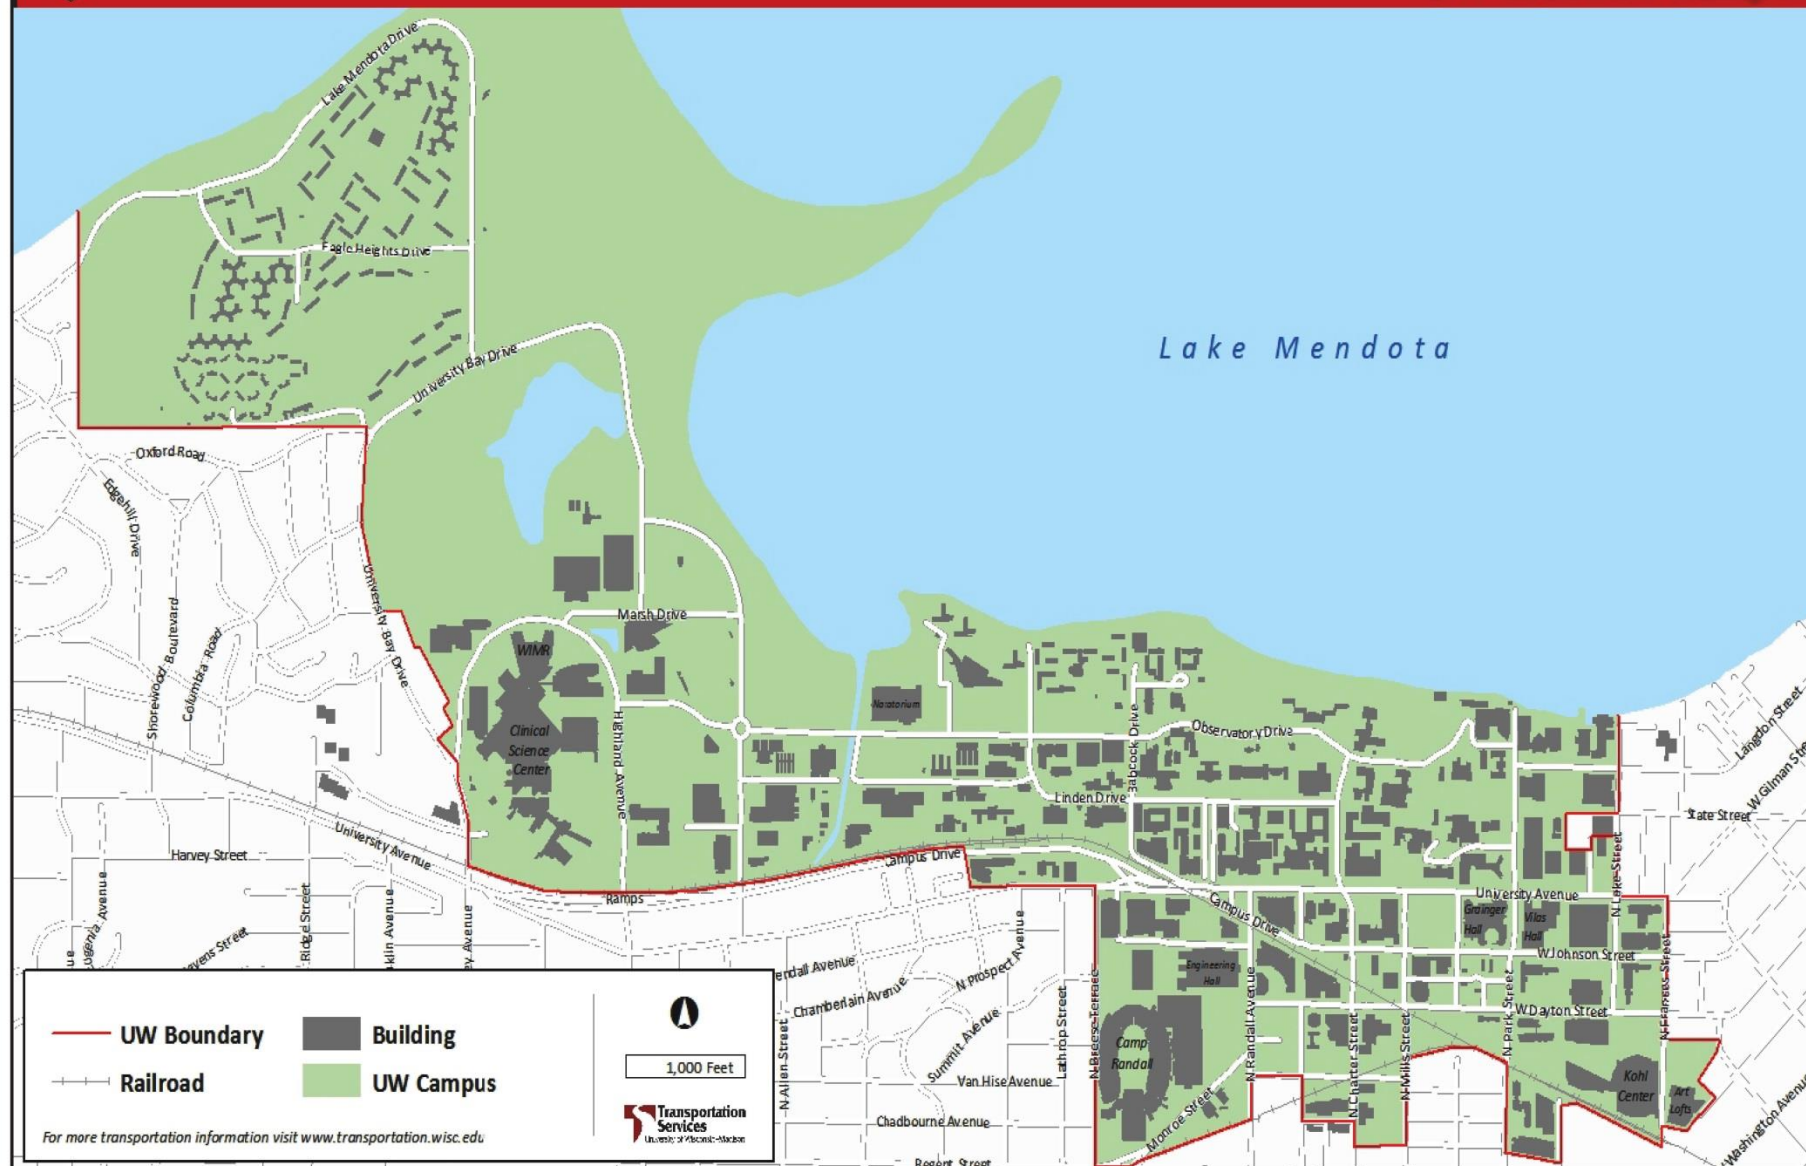 Lake Mendota Drive
Eagle Heights Drive
University Bay Drive
Lake Mendota
Oxford Road
Edgehill Drive
Shorewood Boulevard
Columbia Road
University Bay Drive
Marsh Drive
WIMR
Clinical
Science
Center
Highland Avenue
Natatorium
Babcock Drive
Observatory Drive
Linden Drive
Langdon Street
W Gilman
State Street
University Avenue
Harvey Street
Campus Drive
Ramps
Ridge Street
University Avenue
N Lake Street
Campus Drive
Grainger
Hall
Vilas
Hall
W Johnson Street
Engineering
Hall
N Prospect Avenue
Chamberlain Avenue
Summit Avenue
Lathrop Street
N Breese Terrace
N Randall Avenue
N Charter Street
N Mills Street
N Park Street
W Dayton Street
N Frances Street
Camp
Randall
Van Hise Avenue
N Allen Street
Chadbourne Avenue
Monroe Street
Regent Street
Kohl
Center
Art
Lofts
Washington Avenue
UW Boundary
Building
Railroad
UW Campus
1,000 Feet
Transportation
Services
University of Wisconsin-Madison
For more transportation information visit www.transportation.wisc.edu